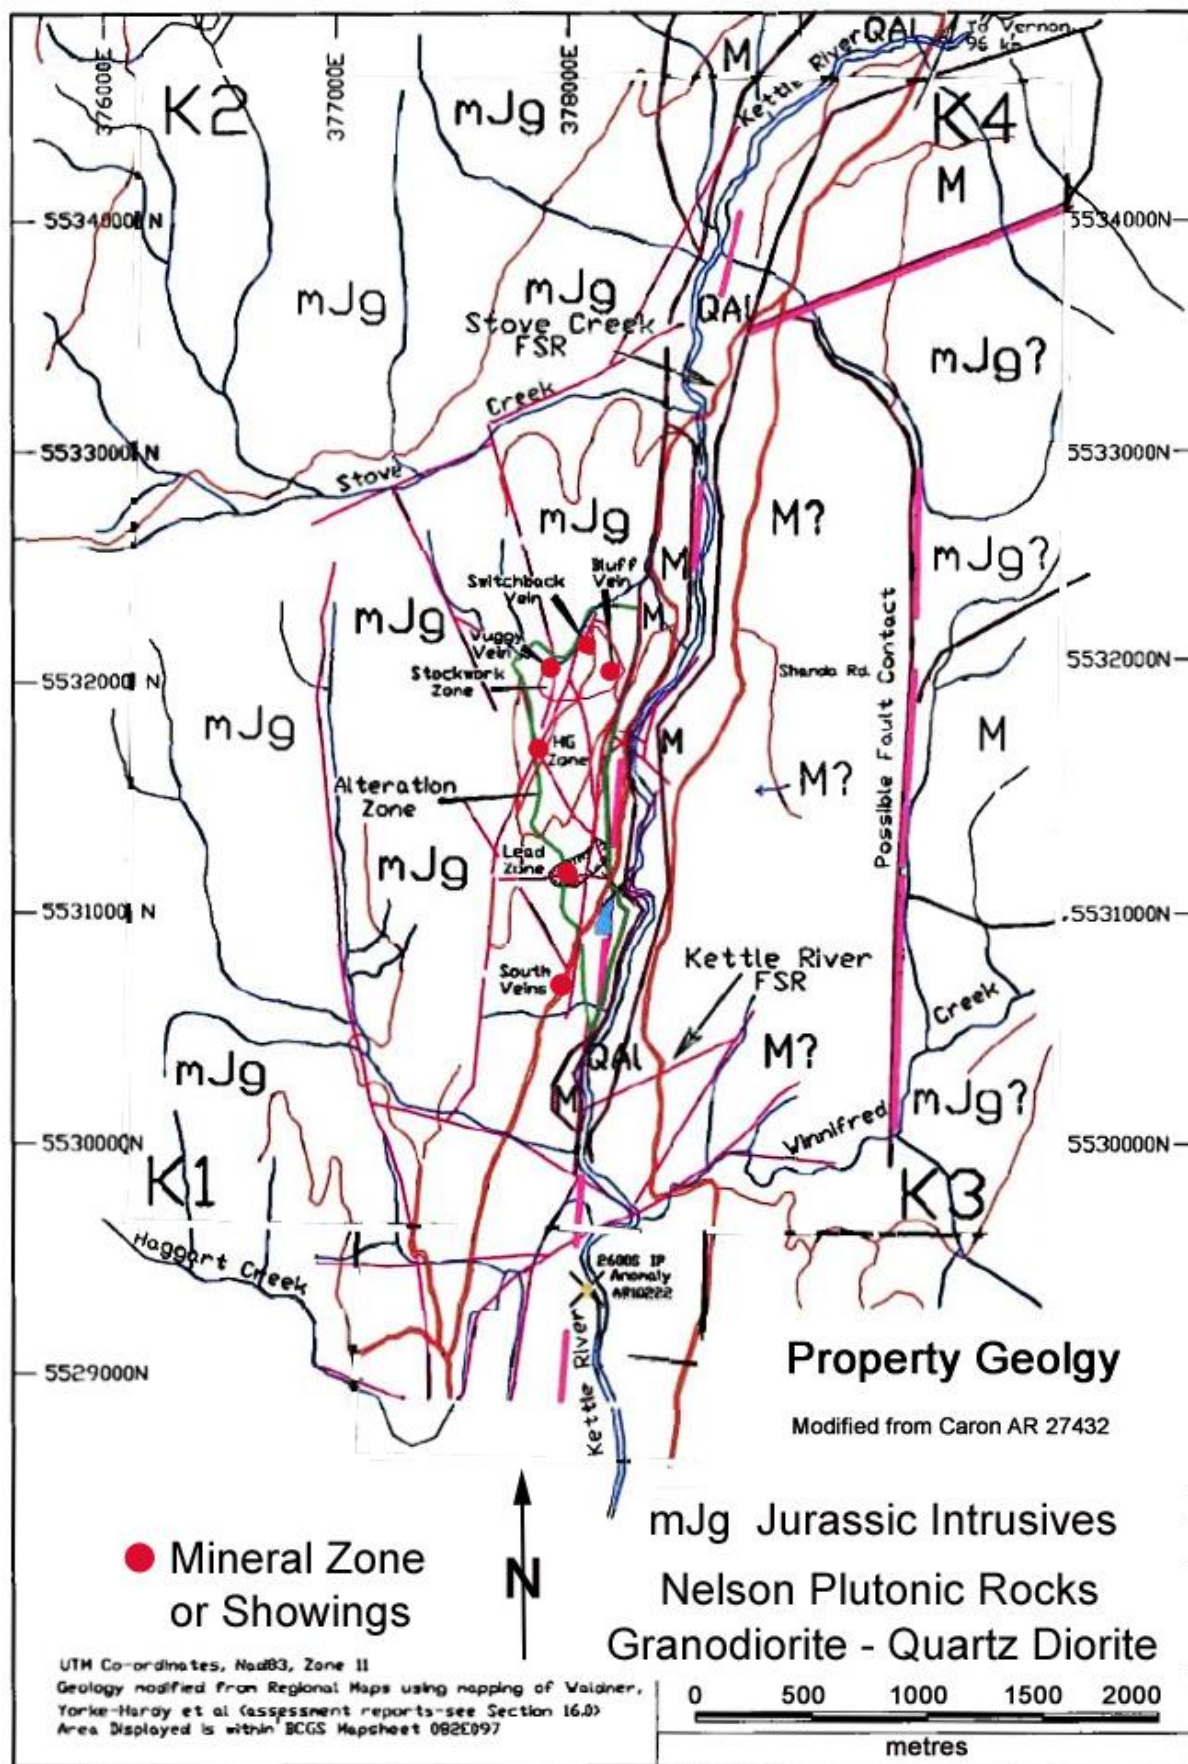 376000E
K2
377000E
mJg
378000E
M
Kettle River
QAL
To Vernon
96 km
K4
M
5534000 N
5534000N
mJg
mJg
Stove Creek
FSR
QAl
mJg?
Creek
5533000 N
5533000N
Stove
mJg
M?
M
mJg?
Switchback
Vein
Bluff
Vein
mJg
M
Vuggy
Vein
Stockwork
Zone
5532000 N
5532000N
Shanda Rd.
Possible Fault Contact
mJg
HG
Zone
M
M
M?
Alteration
Zone
mJg
Lead
Zone
5531000 N
5531000N
South
Veins
Kettle River
FSR
Creek
mJg
QAl
M?
M
mJg?
Winnifred
5530000N
5530000N
K1
K3
Haggart Creek
2600S IP
Anomaly
AR10222
Kettle River
5529000N
Property Geolgy
Modified from Caron AR 27432
mJg Jurassic Intrusives
Nelson Plutonic Rocks
Granodiorite - Quartz Diorite
Mineral Zone
or Showings
N
UTM Co-ordinates, Nad83, Zone 11
Geology modified from Regional Maps using mapping of Waldner,
Yorke-Hardy et al (assessment reports-see Section 16.0)
Area Displayed is within BCGS Mapsheet 082E097
0 500 1000 1500 2000
metres